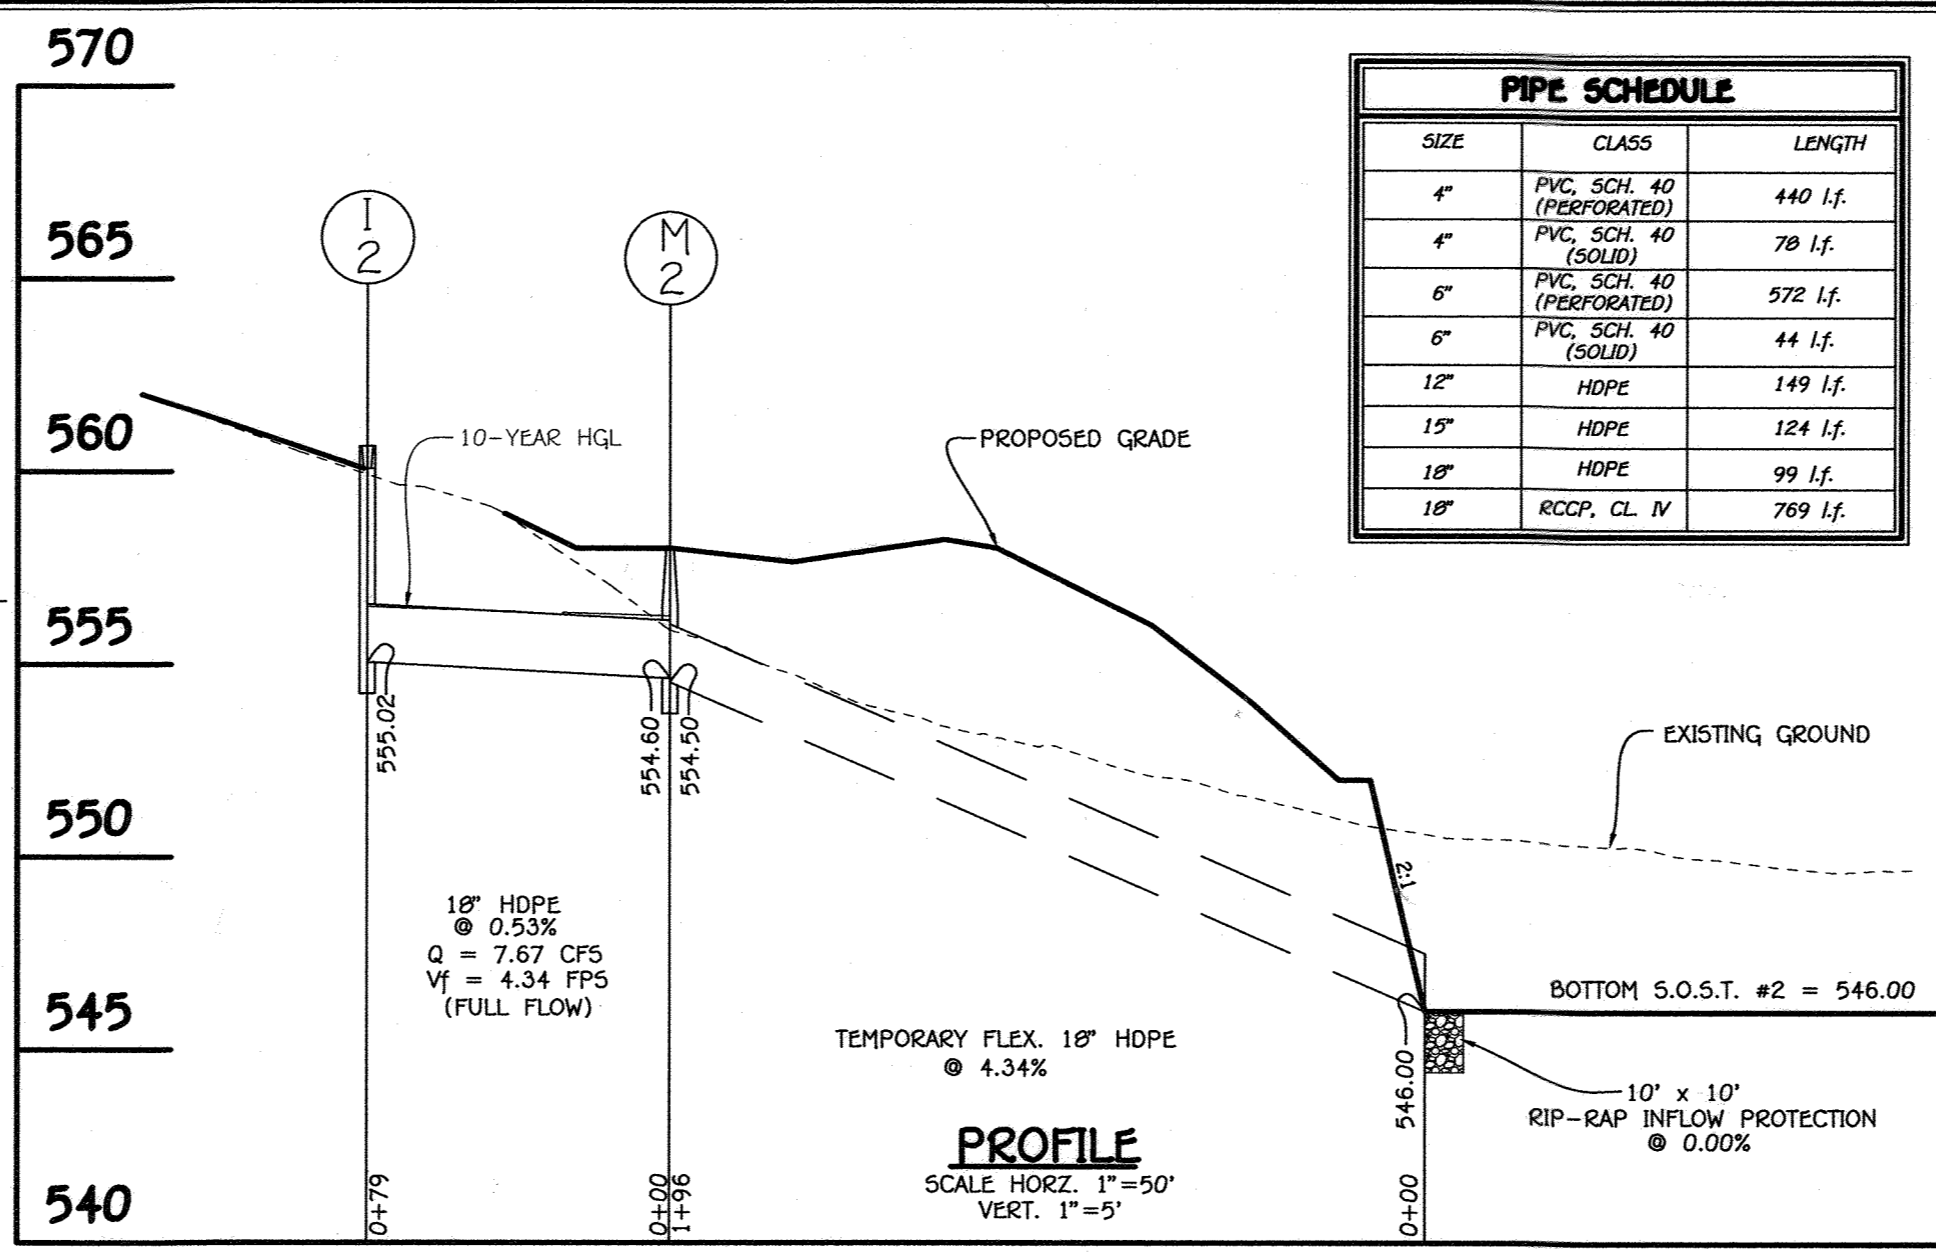 570
565
560
555
550
545
540
I
2
M
2
10-YEAR HGL
PROPOSED GRADE
EXISTING GROUND
555.02
554.60
554.50
18" HDPE
@ 0.53%
Q = 7.67 CFS
Vf = 4.34 FPS
(FULL FLOW)
TEMPORARY FLEX. 18" HDPE
@ 4.34%
2:1
BOTTOM S.O.S.T. #2 = 546.00
546.00
10' x 10'
RIP-RAP INFLOW PROTECTION
@ 0.00%
0+79
0+00
1+96
0+00
PROFILE
SCALE HORZ. 1"=50'
VERT. 1"=5'
PIPE SCHEDULE
SIZE CLASS LENGTH
4" PVC, SCH. 40 (PERFORATED) 440 l.f.
4" PVC, SCH. 40 (SOLID) 78 l.f.
6" PVC, SCH. 40 (PERFORATED) 572 l.f.
6" PVC, SCH. 40 (SOLID) 44 l.f.
12" HDPE 149 l.f.
15" HDPE 124 l.f.
18" HDPE 99 l.f.
18" RCCP, CL. IV 769 l.f.